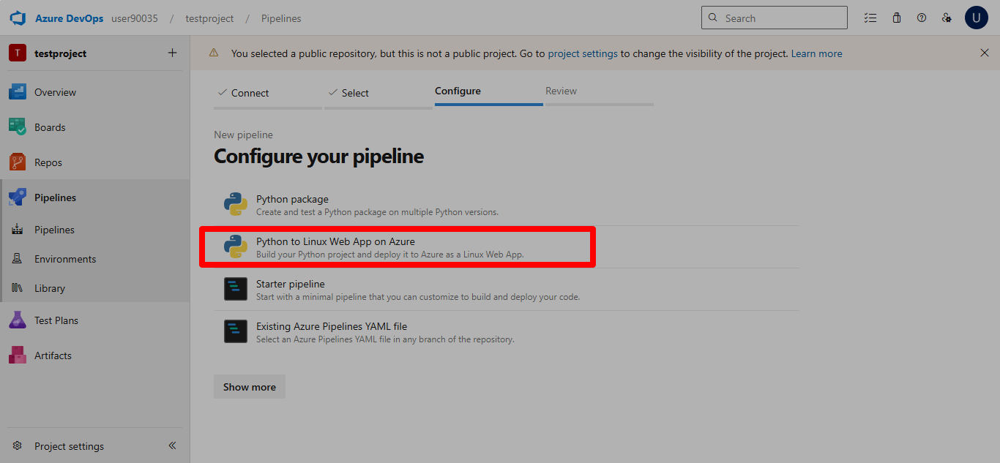 Azure DevOps user90035 / testproject / Pipelines Search U
T testproject +
You selected a public repository, but this is not a public project. Go to project settings to change the visibility of the project. Learn more
Overview
Boards
Repos
Pipelines
Pipelines
Environments
Library
Test Plans
Artifacts
Project settings
Connect Select Configure Review
New pipeline
Configure your pipeline
Python package
Create and test a Python package on multiple Python versions.
Python to Linux Web App on Azure
Build your Python project and deploy it to Azure as a Linux Web App.
Starter pipeline
Start with a minimal pipeline that you can customize to build and deploy your code.
Existing Azure Pipelines YAML file
Select an Azure Pipelines YAML file in any branch of the repository.
Show more